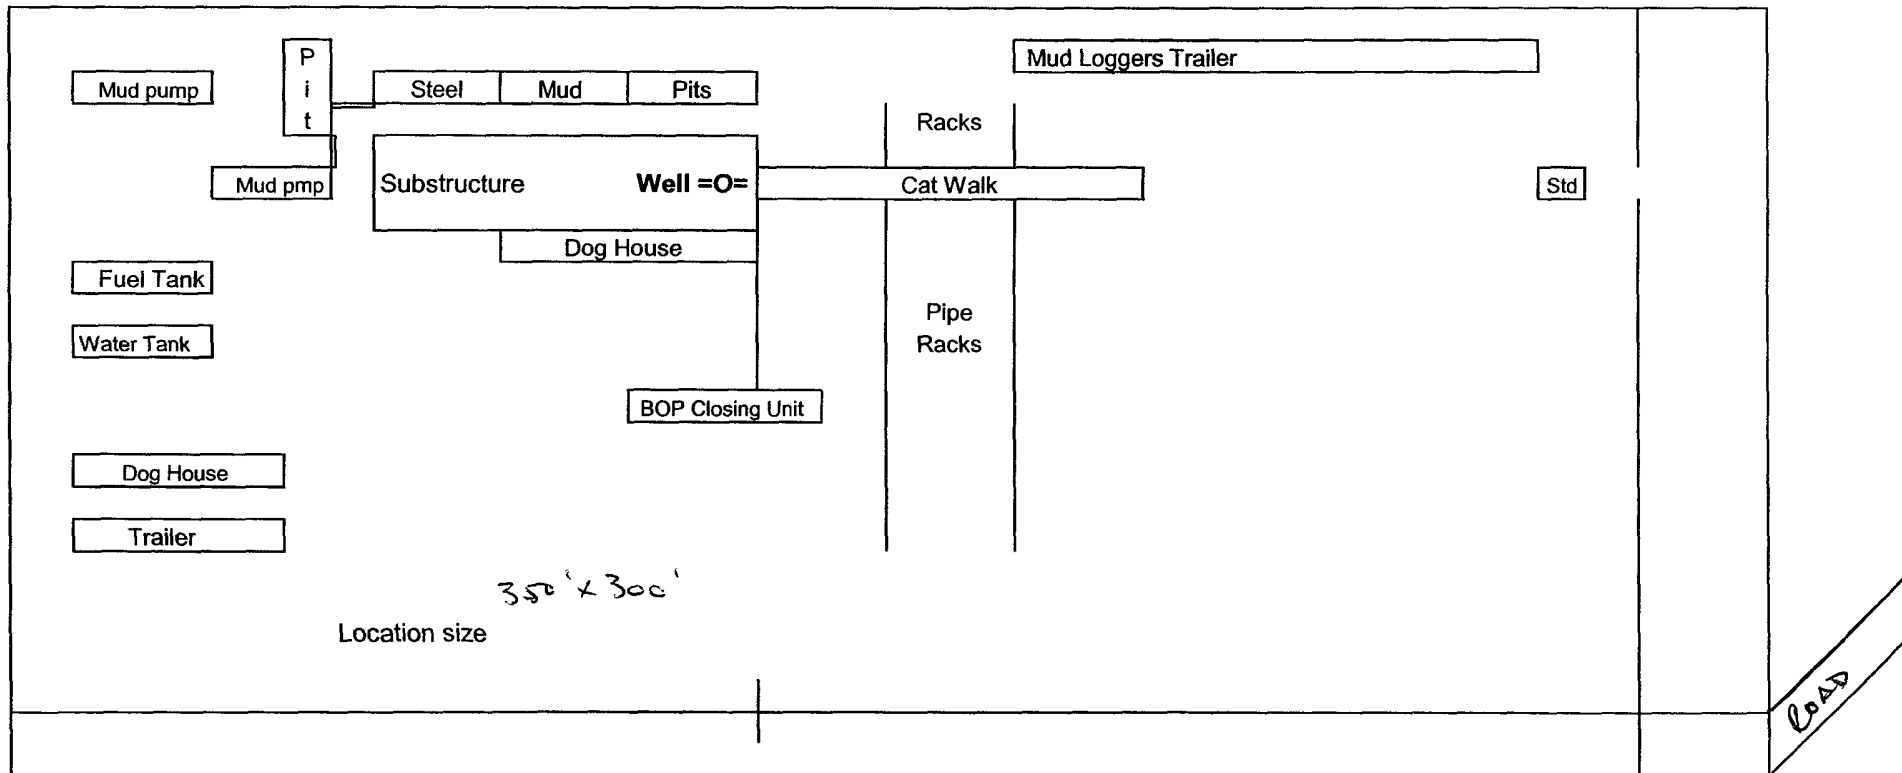 Mud Loggers Trailer
P
i
t
Mud pump
Steel Mud Pits
Racks
Mud pmp
Substructure Well =O=
Cat Walk
Std
Dog House
Fuel Tank
Pipe
Racks
Water Tank
BOP Closing Unit
Dog House
Trailer
350' x 300'
Location size
ROAD